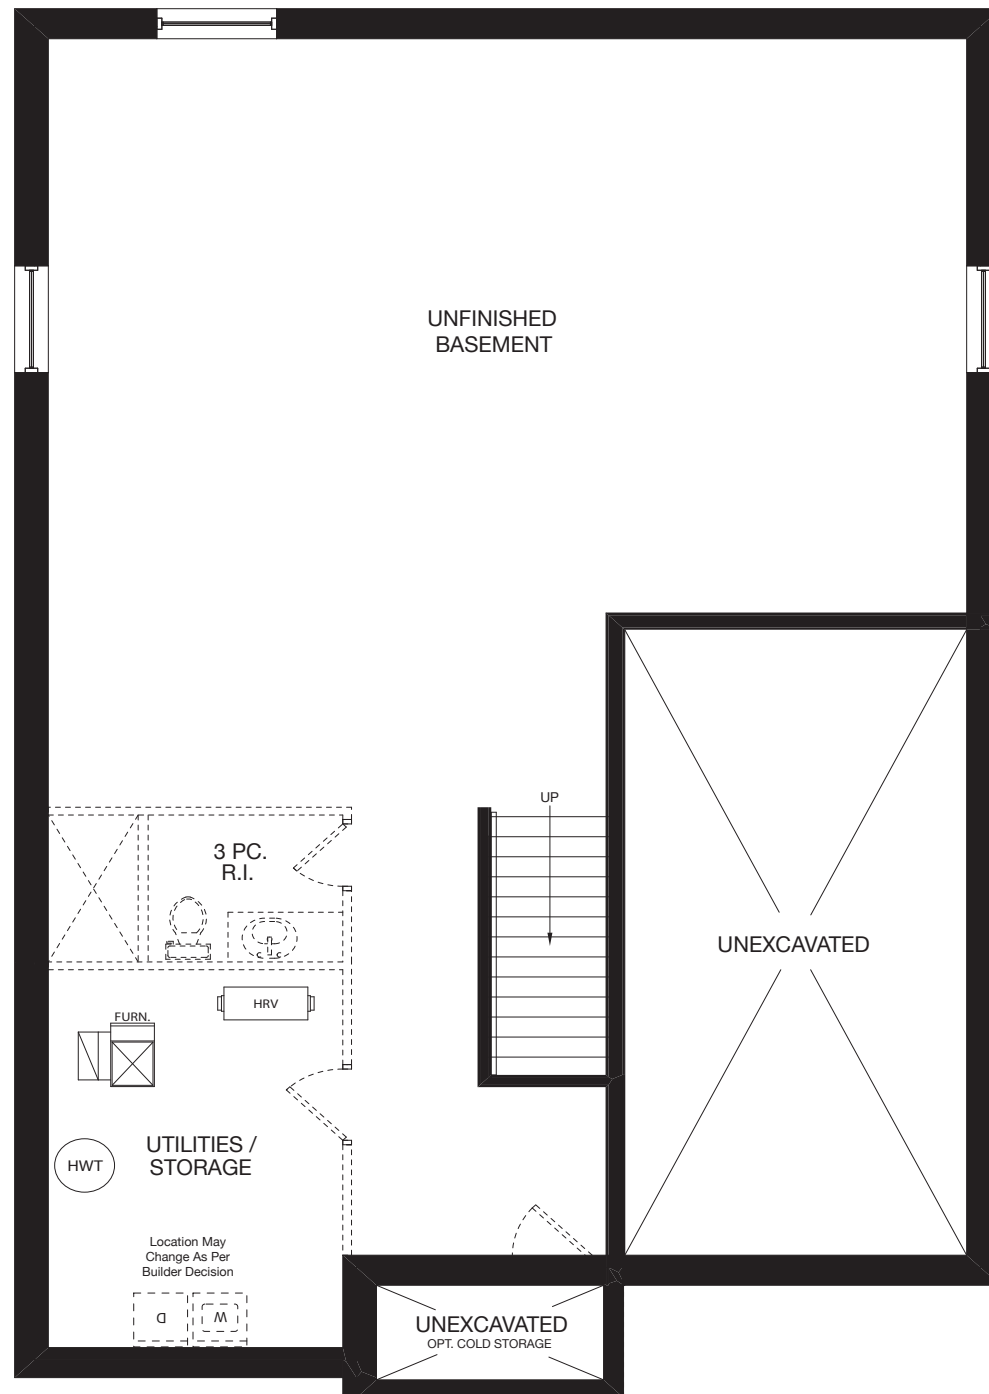 UNFINISHED
BASEMENT
UP
3 PC.
R.I.
UNEXCAVATED
HRV
FURN.
UTILITIES /
STORAGE
HWT
Location May
Change As Per
Builder Decision
D
W
UNEXCAVATED
OPT. COLD STORAGE